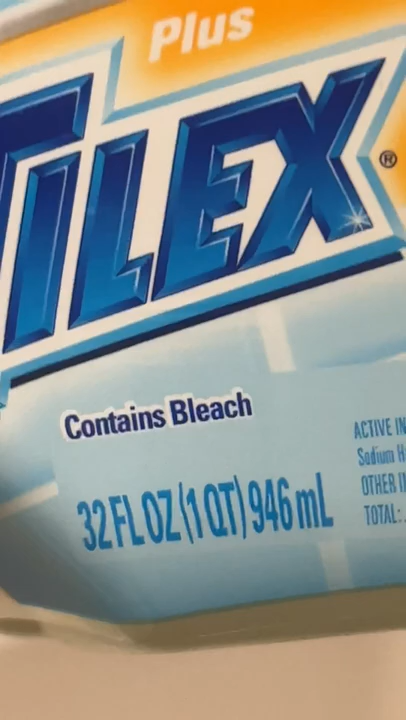 Plus
TILEX®
Contains Bleach
32 FL OZ (1 QT) 946 mL
ACTIVE IN
Sodium H
OTHER I
TOTAL: